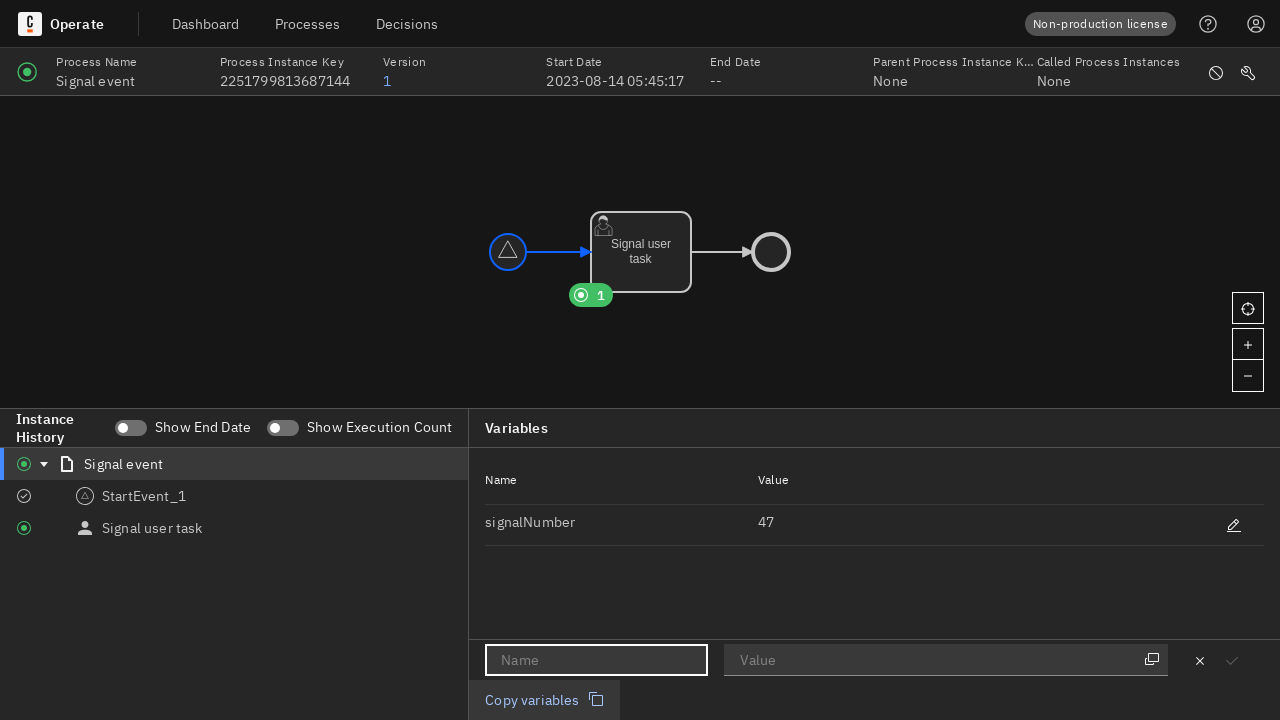 Operate
Dashboard
Processes
Decisions
Non-production license
Process Name
Signal event
Process Instance Key
2251799813687144
Version
1
Start Date
2023-08-14 05:45:17
End Date
--
Parent Process Instance K...
None
Called Process Instances
None
Signal user
task
1
Instance
History
Show End Date
Show Execution Count
Signal event
StartEvent_1
Signal user task
Variables
Name
Value
signalNumber
47
Name
Value
Copy variables